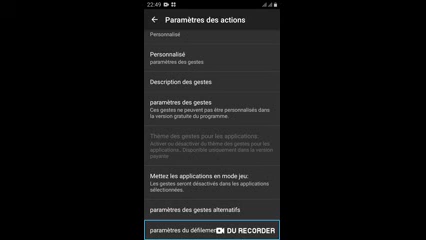 22,49
Paramètres des actions
Personnalisé
Personnalisé
paramètres des gestes
Description des gestes
paramètres des gestes
Ces gestes ne peuvent pas être personnalisés dans
la version gratuite du programme.
Thème des gestes pour les applications:
Activer ou désactiver du thème des gestes pour les
applications.. Disponible uniquement dans la version
payante
Mettez les applications en mode jeu:
Les gestes seront désactivés dans les applications
sélectionnées.
paramètres des gestes alternatifs
paramètres du défilemen
DU RECORDER